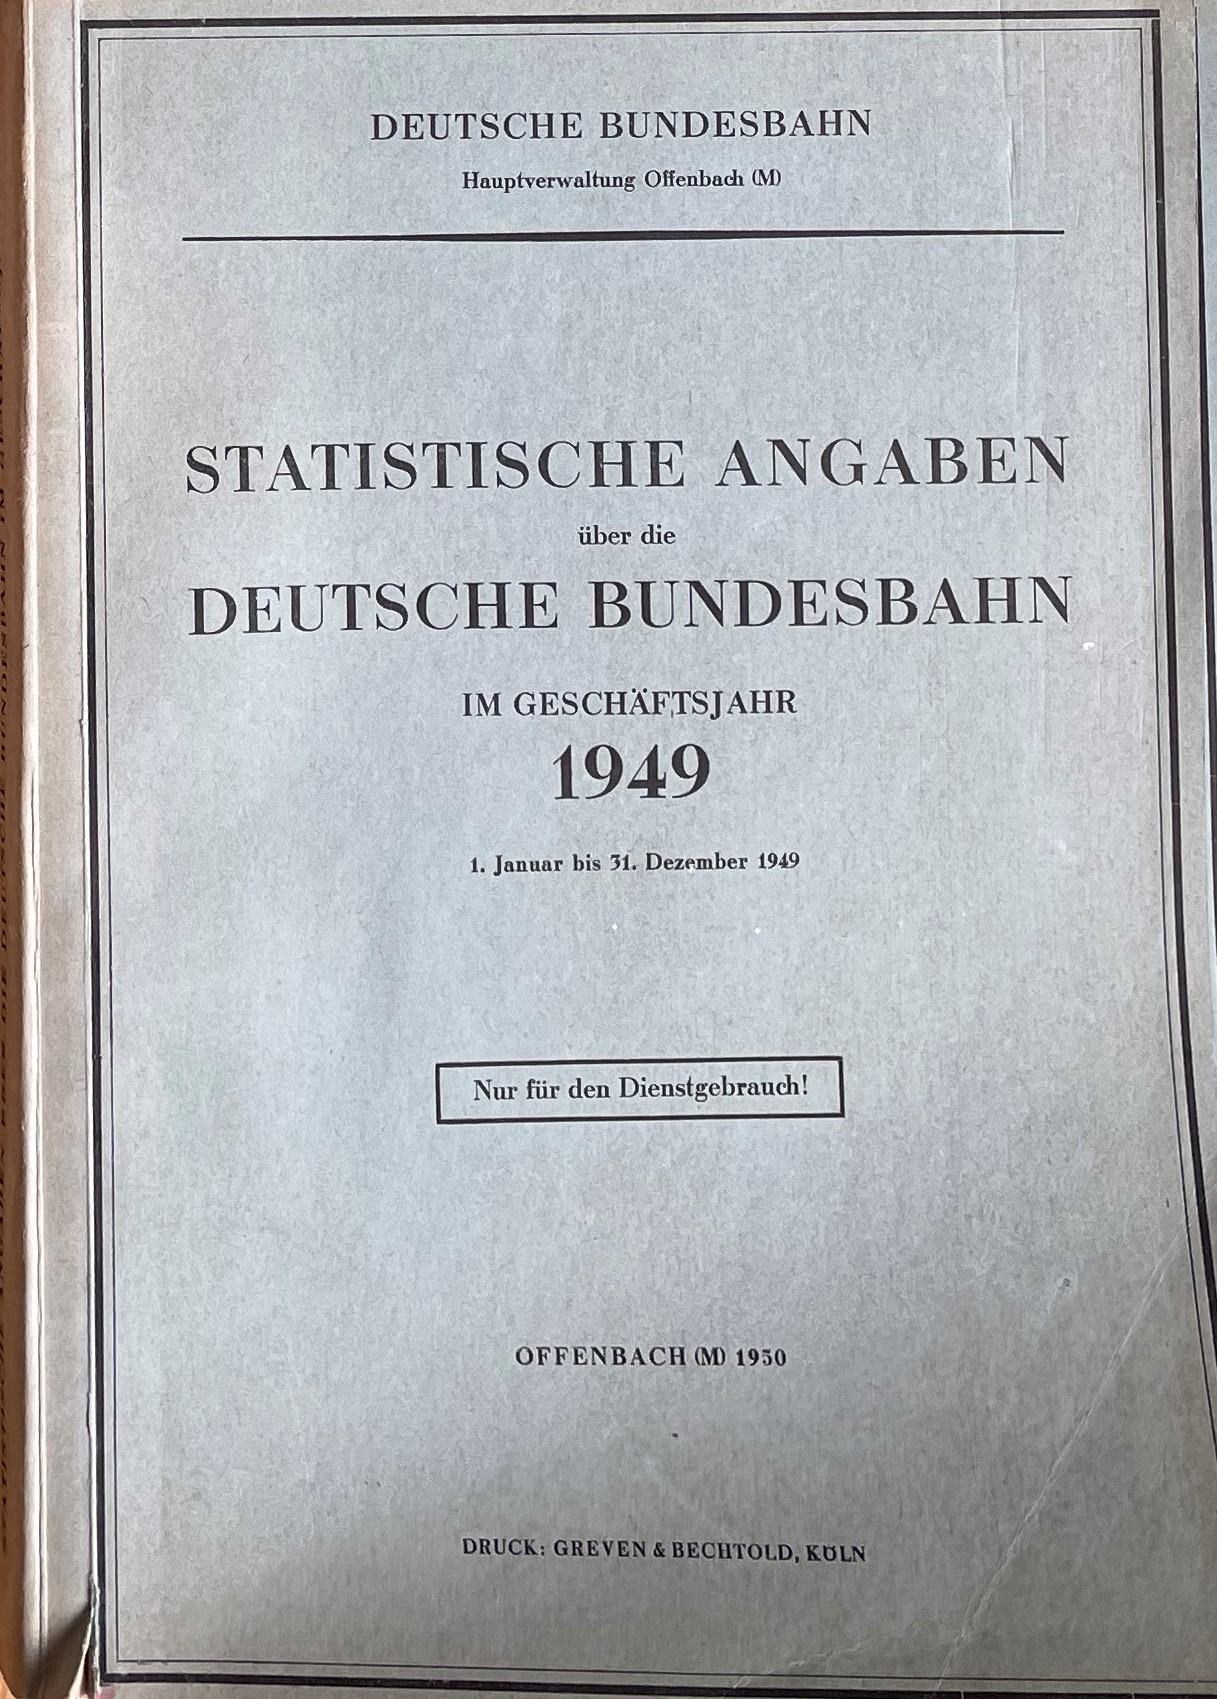 DEUTSCHE BUNDESBAHN
Hauptverwaltung Offenbach (M)
STATISTISCHE ANGABEN
über die
DEUTSCHE BUNDESBAHN
IM GESCHÄFTSJAHR
1949
1. Januar bis 31. Dezember 1949
Nur für den Dienstgebrauch!
OFFENBACH (M) 1950
DRUCK: GREVEN & BECHTOLD, KÖLN